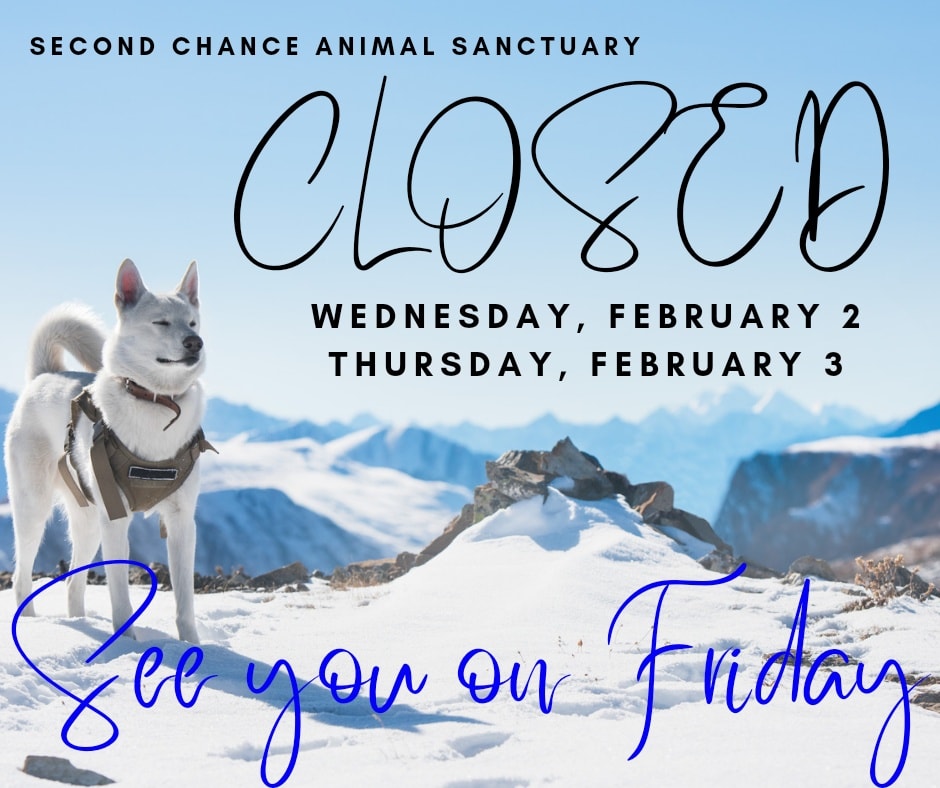 SECOND CHANCE ANIMAL SANCTUARY
CLOSED
WEDNESDAY, FEBRUARY 2
THURSDAY, FEBRUARY 3
See you on Friday